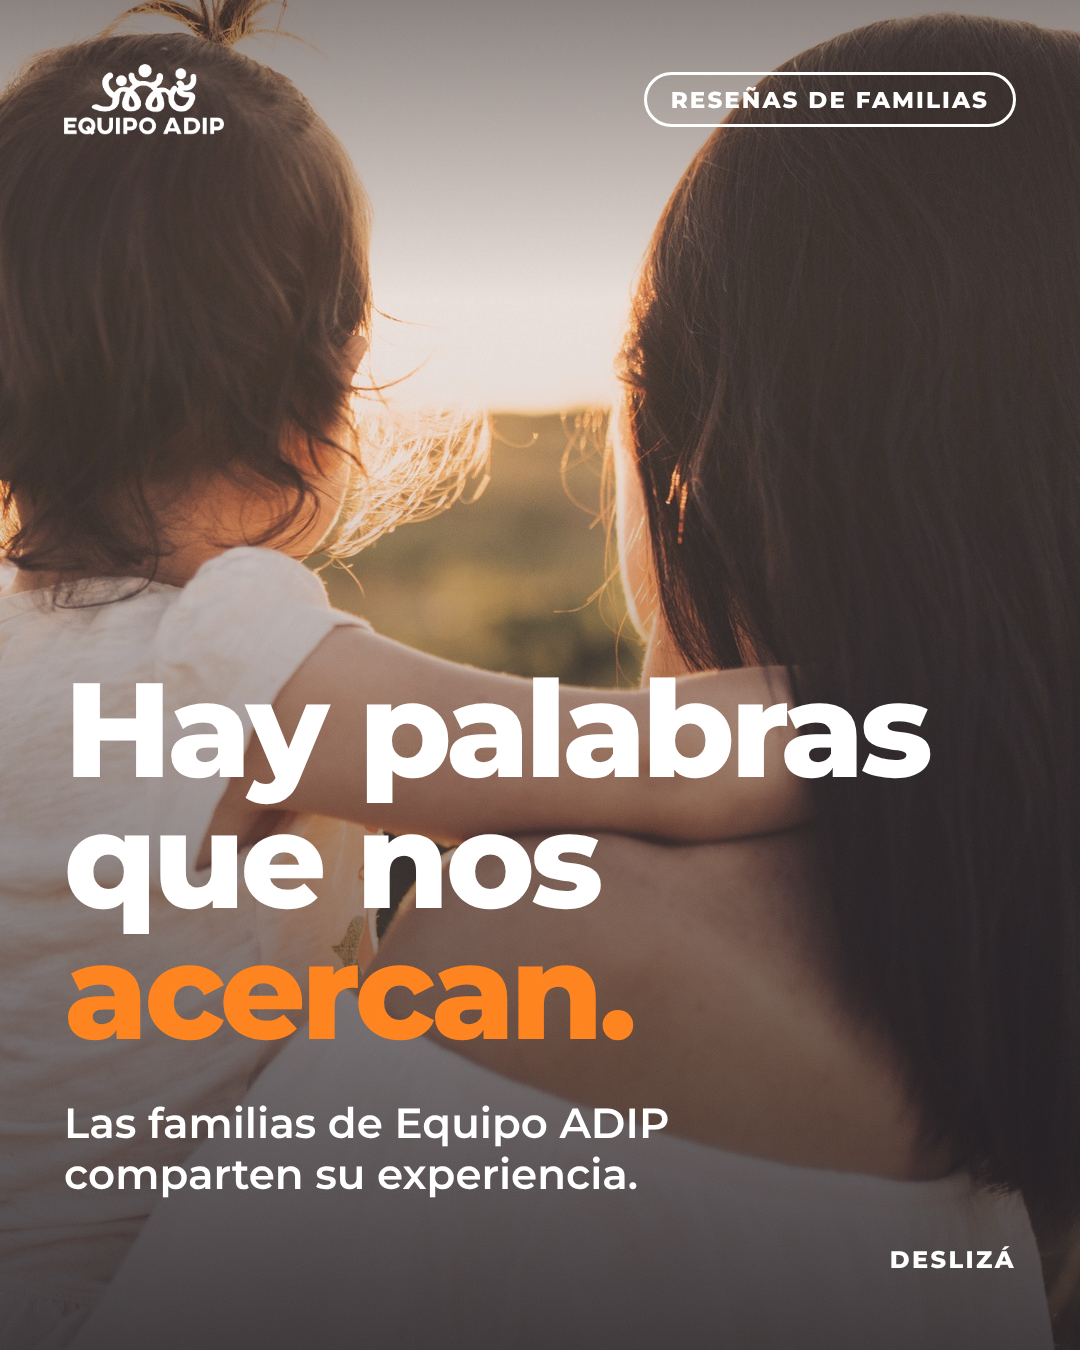 EQUIPO ADIP
RESEÑAS DE FAMILIAS
Hay palabras
que nos
acercan.
Las familias de Equipo ADIP
comparten su experiencia.
DESLIZÁ